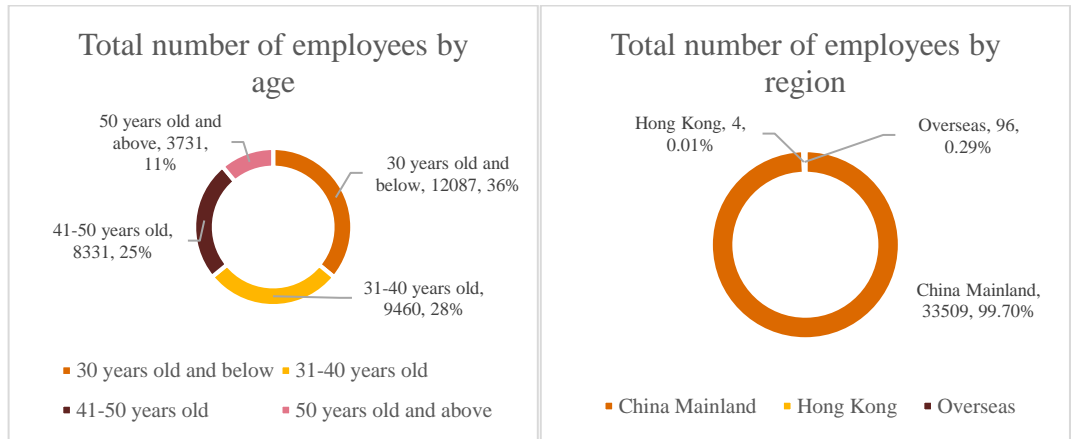 Total number of employees by
age
50 years old and
above, 3731,
11%
30 years old and
below, 12087, 36%
41-50 years old,
8331, 25%
31-40 years old,
9460, 28%
30 years old and below
31-40 years old
41-50 years old
50 years old and above
Total number of employees by
region
Hong Kong, 4,
0.01%
Overseas, 96,
0.29%
China Mainland,
33509, 99.70%
China Mainland
Hong Kong
Overseas